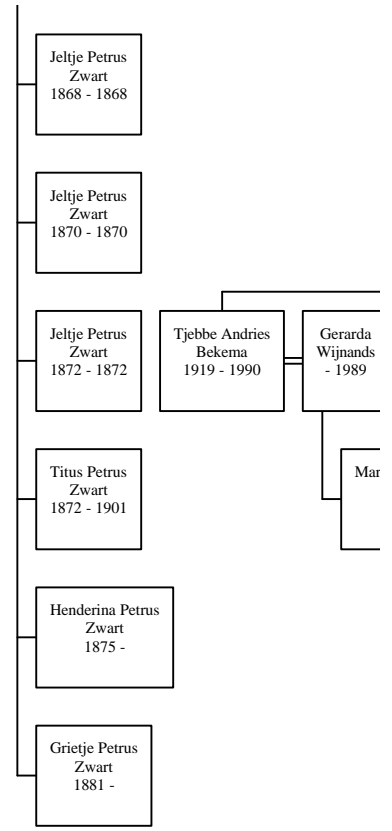 Jeltje Petrus
Zwart
1868 - 1868
Jeltje Petrus
Zwart
1870 - 1870
Jeltje Petrus
Zwart
1872 - 1872
Tjebbe Andries
Bekema
1919 - 1990
Gerarda
Wijnands
- 1989
Titus Petrus
Zwart
1872 - 1901
Mar
Henderina Petrus
Zwart
1875 -
Grietje Petrus
Zwart
1881 -